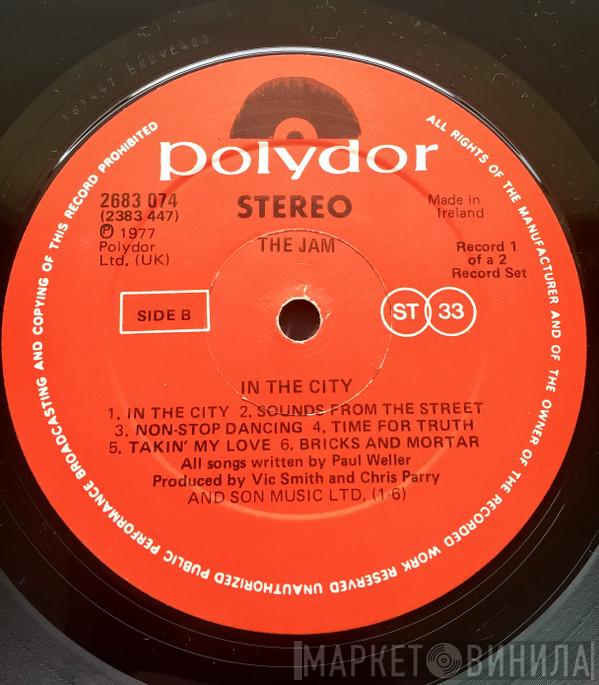 polydor
2683 074
(2383 447)
℗ 1977
Polydor
Ltd. (UK)
STEREO
THE JAM
Made in
Ireland
Record 1
of a 2
Record Set
SIDE B
ST 33
IN THE CITY
1. IN THE CITY 2. SOUNDS FROM THE STREET
3. NON-STOP DANCING 4. TIME FOR TRUTH
5. TAKIN' MY LOVE 6. BRICKS AND MORTAR
All songs written by Paul Weller
Produced by Vic Smith and Chris Parry
AND SON MUSIC LTD. (1-6)
ALL RIGHTS OF THE MANUFACTURER AND OF THE OWNER OF THE RECORDED WORK RESERVED UNAUTHORIZED PUBLIC PERFORMANCE BROADCASTING AND COPYING OF THIS RECORD PROHIBITED
МАРКЕТ ВИНИЛА